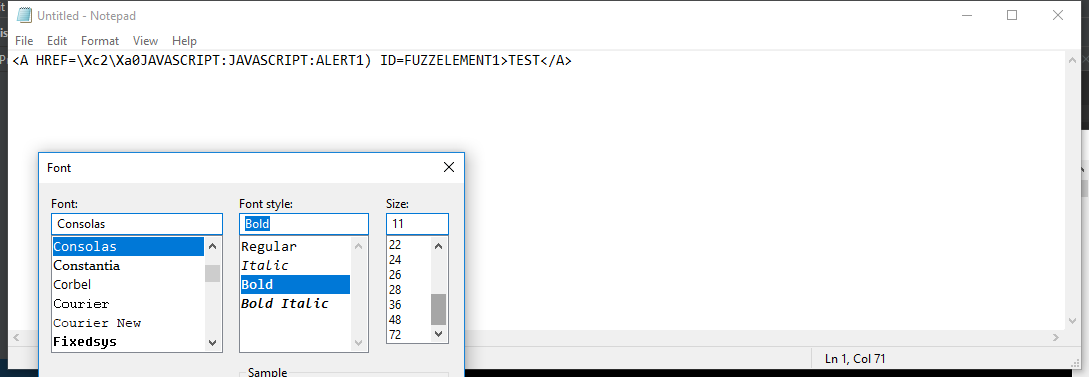 Untitled - Notepad
File Edit Format View Help
<A HREF=\Xc2\Xa0JAVASCRIPT:JAVASCRIPT:ALERT1) ID=FUZZELEMENT1>TEST</A>
Font
Font: Font style: Size:
Consolas Bold 11
Consolas Regular 22
Constantia Italic 24
Corbel Bold 26
Courier Bold Italic 28
Courier New 36
Fixedsys 48
72
Ln 1, Col 71
Sample